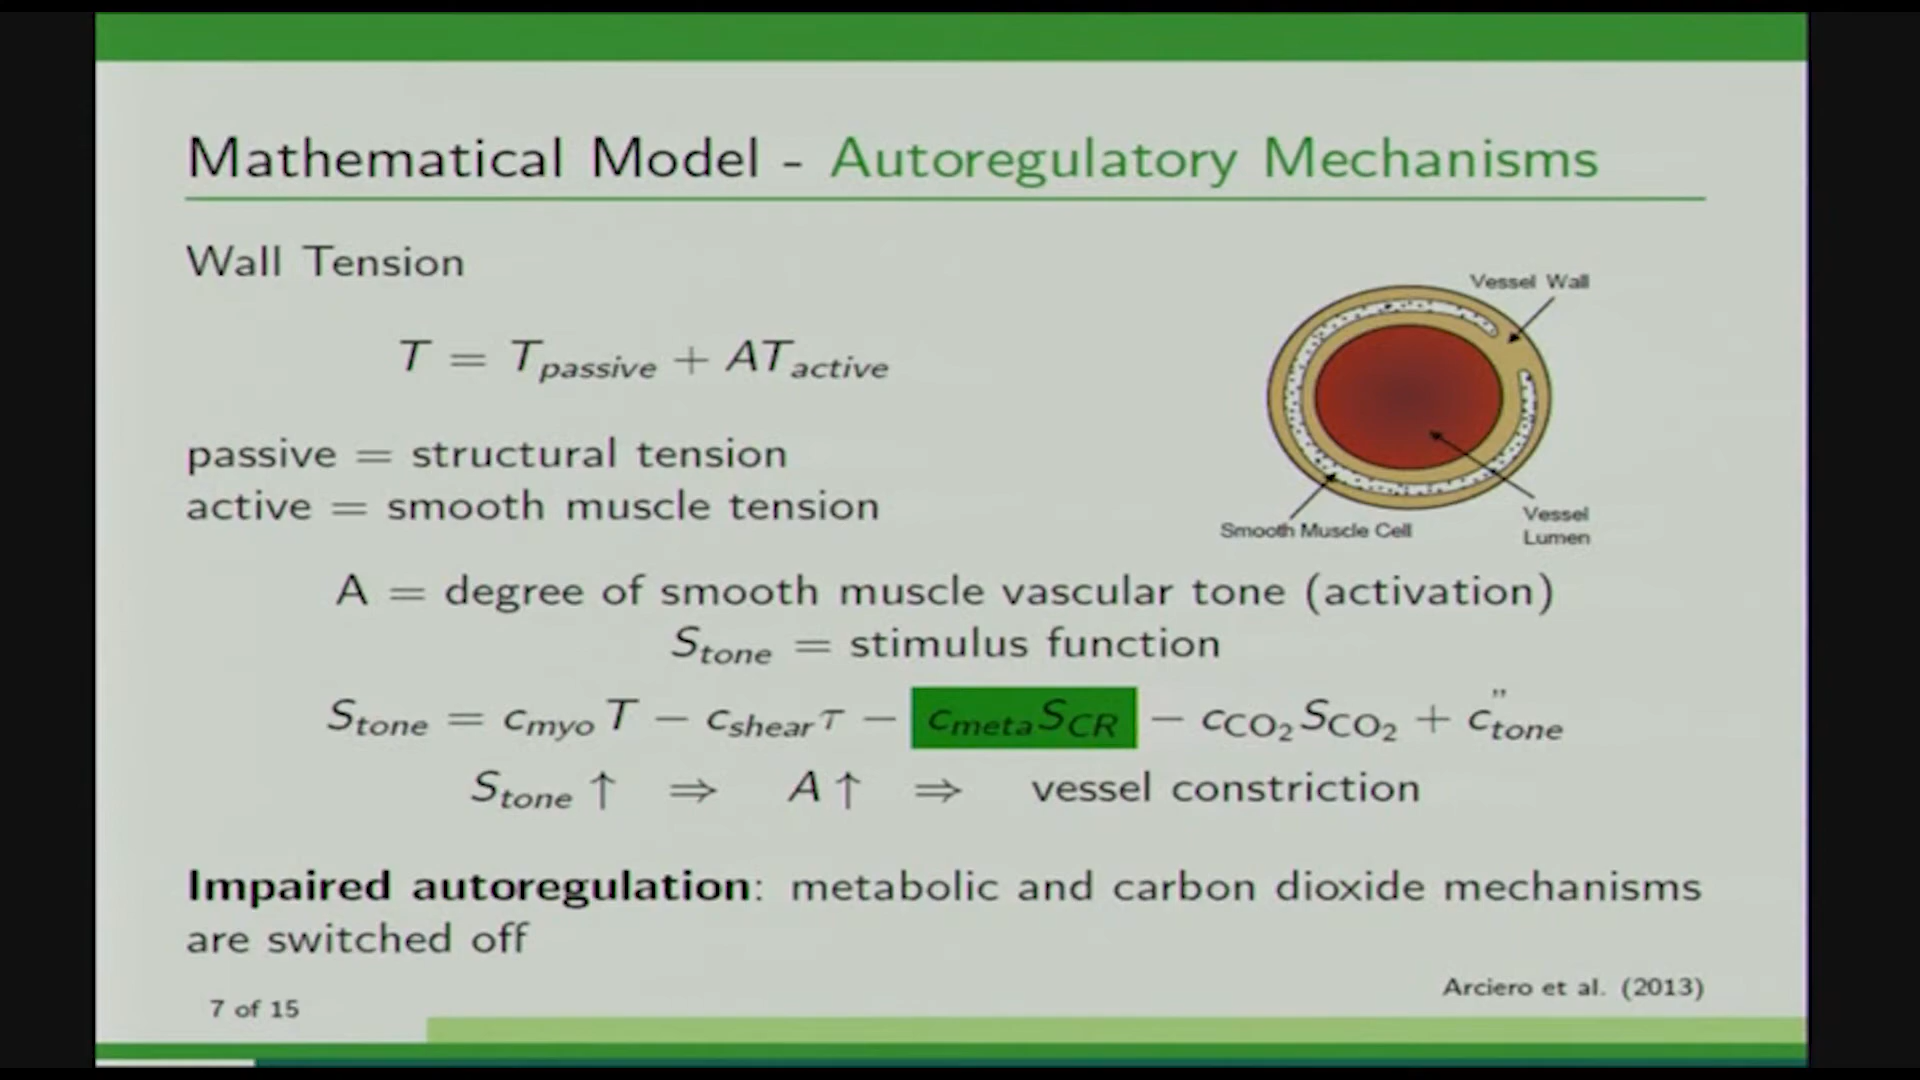 Mathematical Model - Autoregulatory Mechanisms
Wall Tension
T = T_passive + AT_active
passive = structural tension
active = smooth muscle tension
Vessel Wall
Smooth Muscle Cell
Vessel
Lumen
A = degree of smooth muscle vascular tone (activation)
S_tone = stimulus function
S_tone = c_myo T − c_shear τ − c_meta S_CR − c_CO₂ S_CO₂ + c"_tone
S_tone ↑ ⇒ A ↑ ⇒ vessel constriction
Impaired autoregulation: metabolic and carbon dioxide mechanisms
are switched off
Arciero et al. (2013)
7 of 15